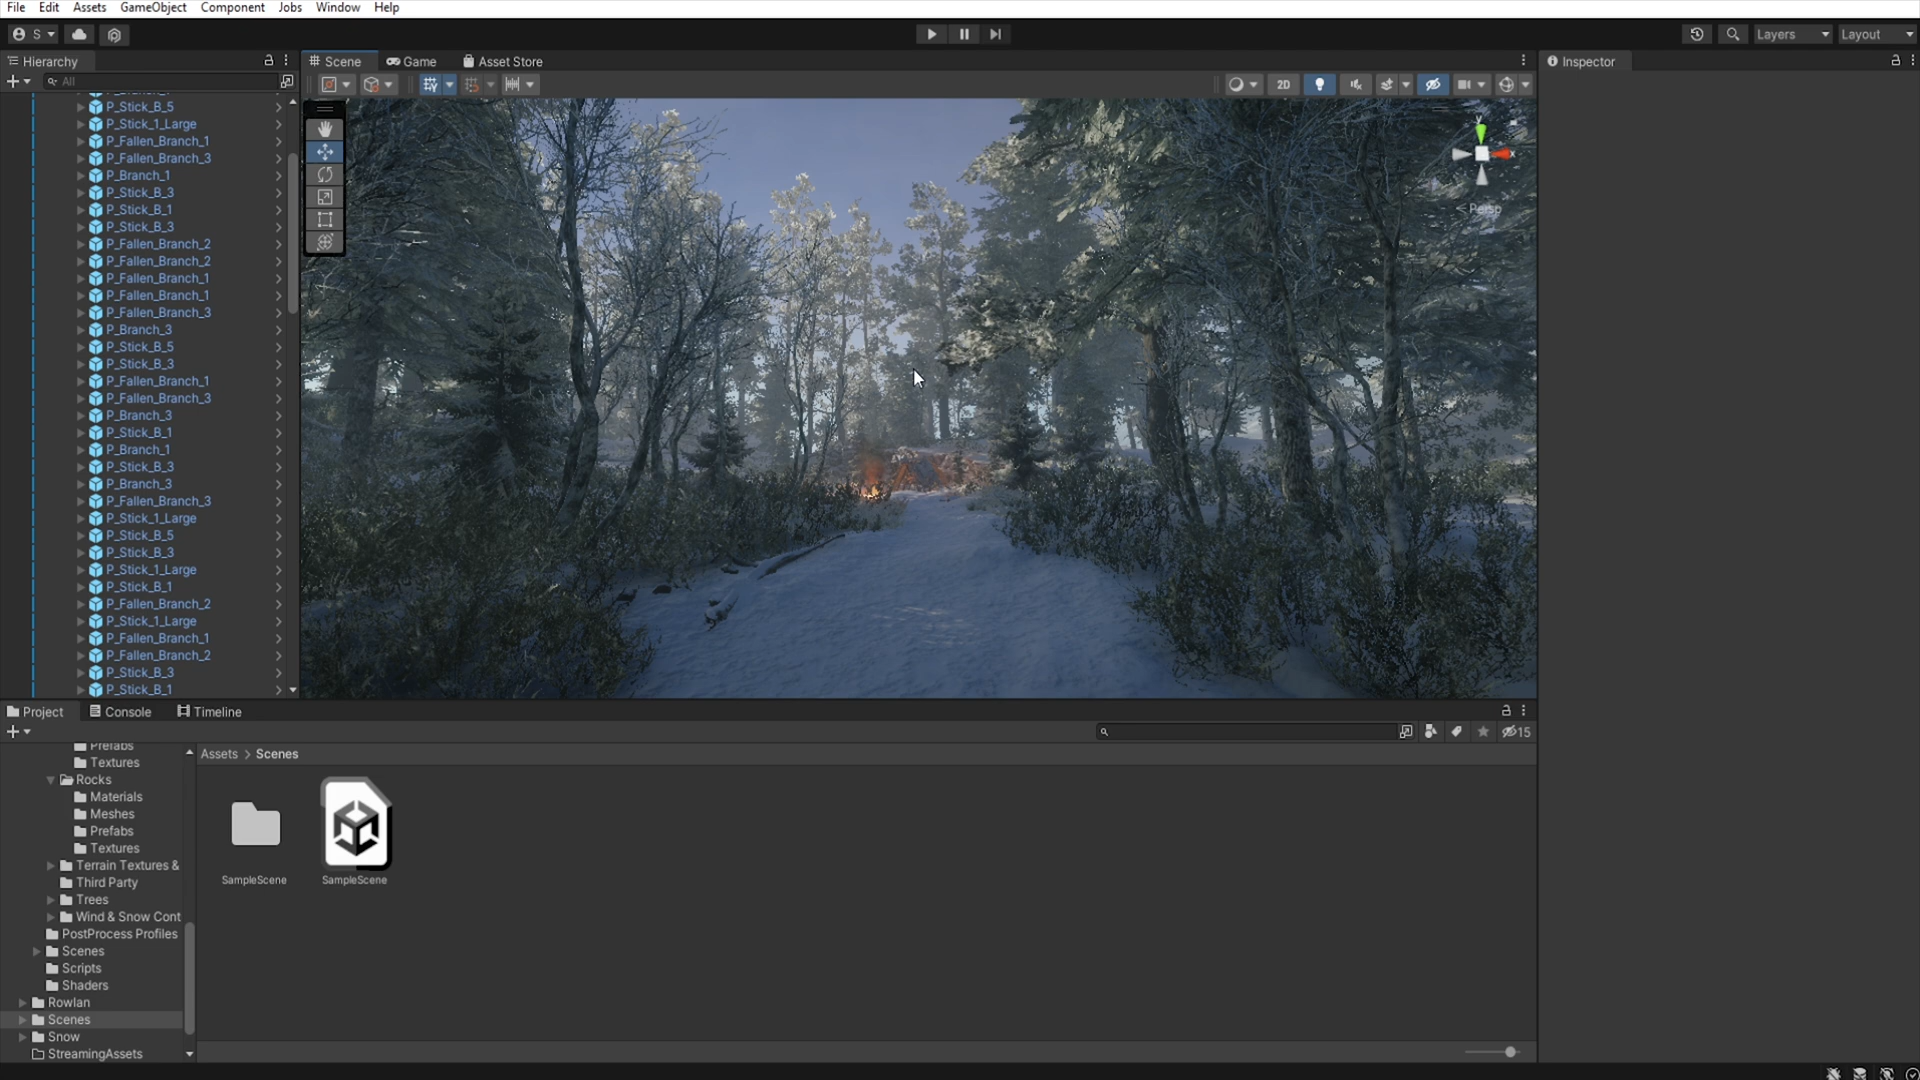 File Edit Assets GameObject Component Jobs Window Help
S Layers Layout
Hierarchy Scene Game Asset Store Inspector
All 2D
P_Stick_B_5
P_Stick_1_Large
P_Fallen_Branch_1
P_Fallen_Branch_3
P_Branch_1
P_Stick_B_3
P_Stick_B_1
P_Stick_B_3
P_Fallen_Branch_2
P_Fallen_Branch_2
P_Fallen_Branch_1
P_Fallen_Branch_1
P_Fallen_Branch_3
P_Branch_3
P_Stick_B_5
P_Stick_B_3
P_Fallen_Branch_1
P_Fallen_Branch_3
P_Branch_3
P_Stick_B_1
P_Branch_1
P_Stick_B_3
P_Branch_3
P_Fallen_Branch_3
P_Stick_1_Large
P_Stick_B_5
P_Stick_B_3
P_Stick_1_Large
P_Stick_B_1
P_Fallen_Branch_2
P_Stick_1_Large
P_Fallen_Branch_1
P_Fallen_Branch_2
P_Stick_B_3
P_Stick_B_1
y
x
< Persp
Project Console Timeline
15
Prefabs
Textures
Rocks
Materials
Meshes
Prefabs
Textures
Terrain Textures &
Third Party
Trees
Wind & Snow Cont
PostProcess Profiles
Scenes
Scripts
Shaders
Rowlan
Scenes
Snow
StreamingAssets
Assets > Scenes
SampleScene SampleScene